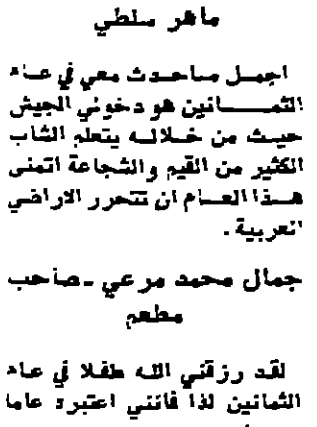 ماهر سلطي
اجمل ماحدث معي في عام
الثمانين هو دخولي الجيش
حيث من خلاله يتعلم الشاب
الكثير من القيم والشجاعة اتمنى
هذا العام ان تتحرر الاراضي
العربية .
جمال محمد مرعي - صاحب
مطعم
لقد رزقني الله طفلا في عام
الثمانين لذا فانني اعتبره عاما